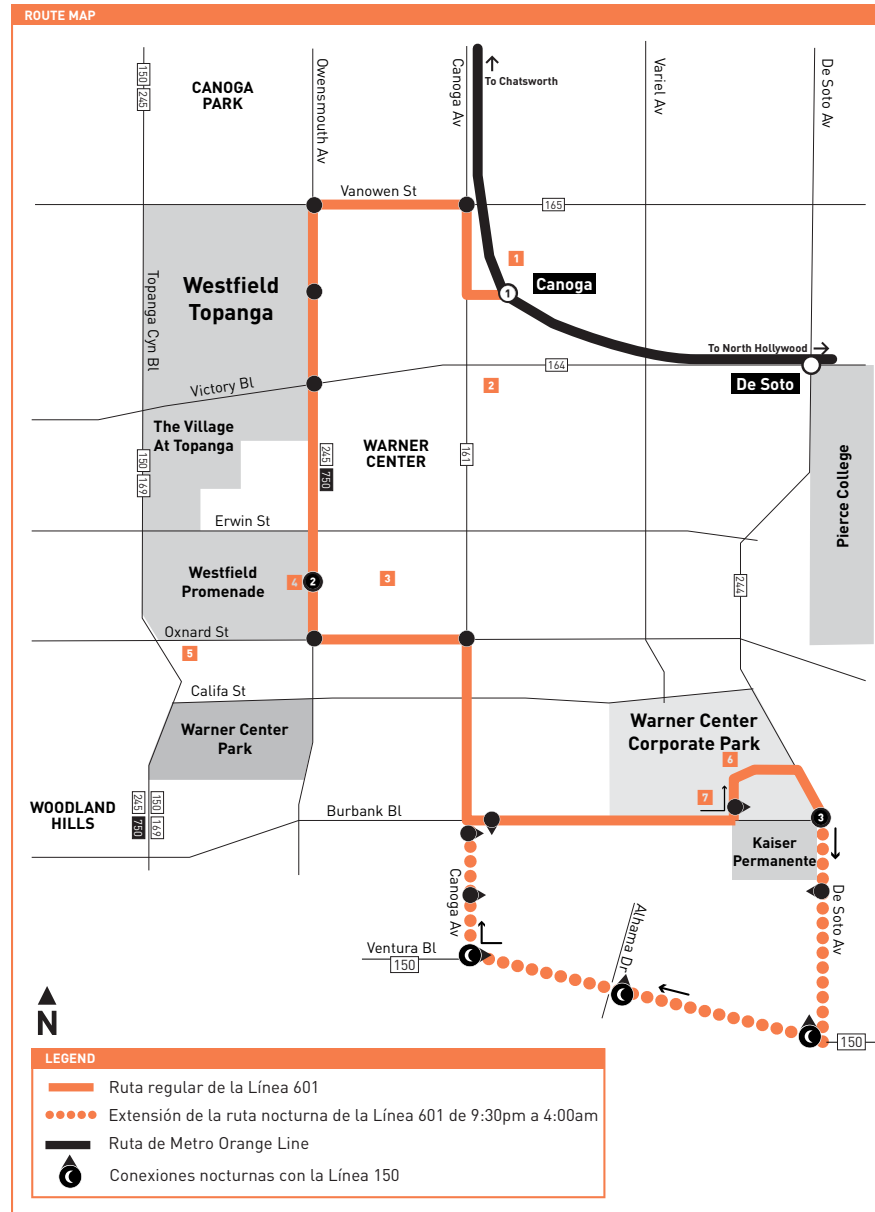 ROUTE MAP
150 245
CANOGA
PARK
Owensmouth Av
Canoga Av
To Chatsworth
Variel Av
De Soto Av
Vanowen St
165
1
Canoga
1
Westfield
Topanga
Topanga Cyn Bl
To North Hollywood
164
De Soto
Victory Bl
2
The Village
At Topanga
WARNER
CENTER
245 750
161
150 169
Pierce College
Erwin St
Westfield
Promenade
4
2
3
244
Oxnard St
5
Califa St
Warner Center
Park
Warner Center
Corporate Park
6
7
WOODLAND
HILLS
245 750
150 169
Burbank Bl
3
Kaiser
Permanente
Canoga Av
De Soto Av
Alhama Dr
Ventura Bl
150
150
N
LEGEND
Ruta regular de la Línea 601
Extensión de la ruta nocturna de la Línea 601 de 9:30pm a 4:00am
Ruta de Metro Orange Line
Conexiones nocturnas con la Línea 150